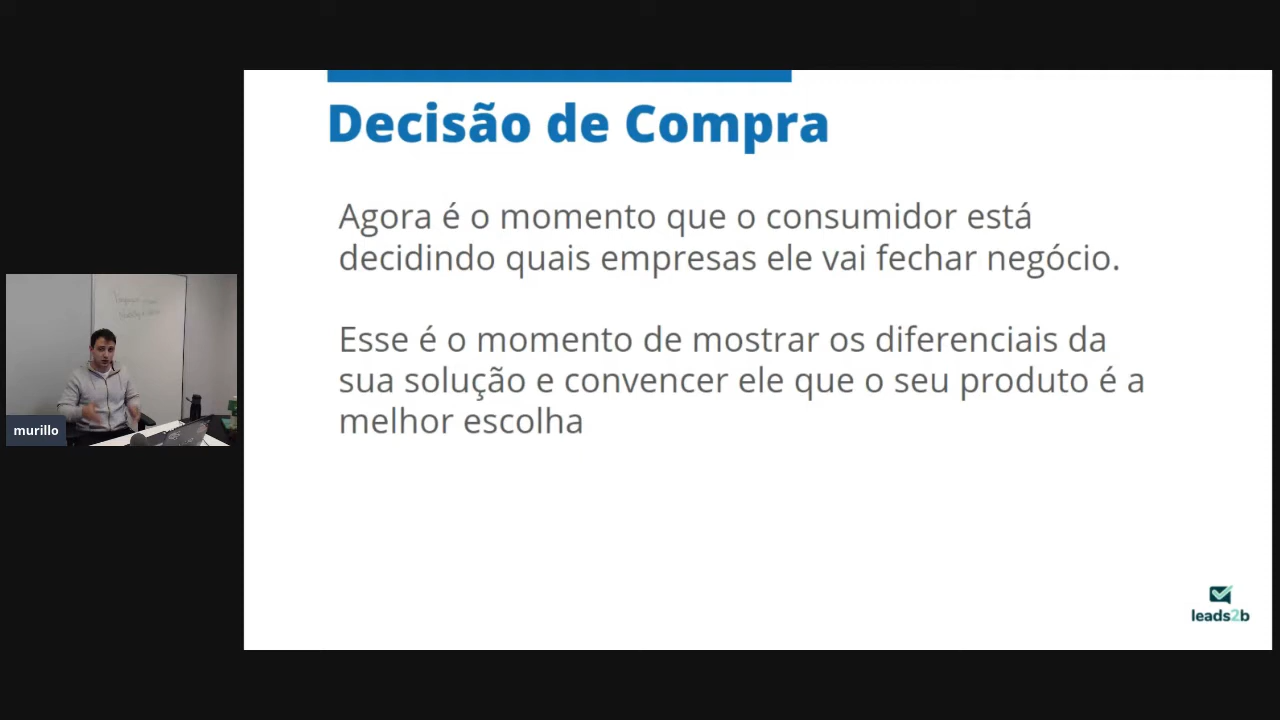 Decisão de Compra
Agora é o momento que o consumidor está
decidindo quais empresas ele vai fechar negócio.
Esse é o momento de mostrar os diferenciais da
sua solução e convencer ele que o seu produto é a
melhor escolha
murillo
leads2b